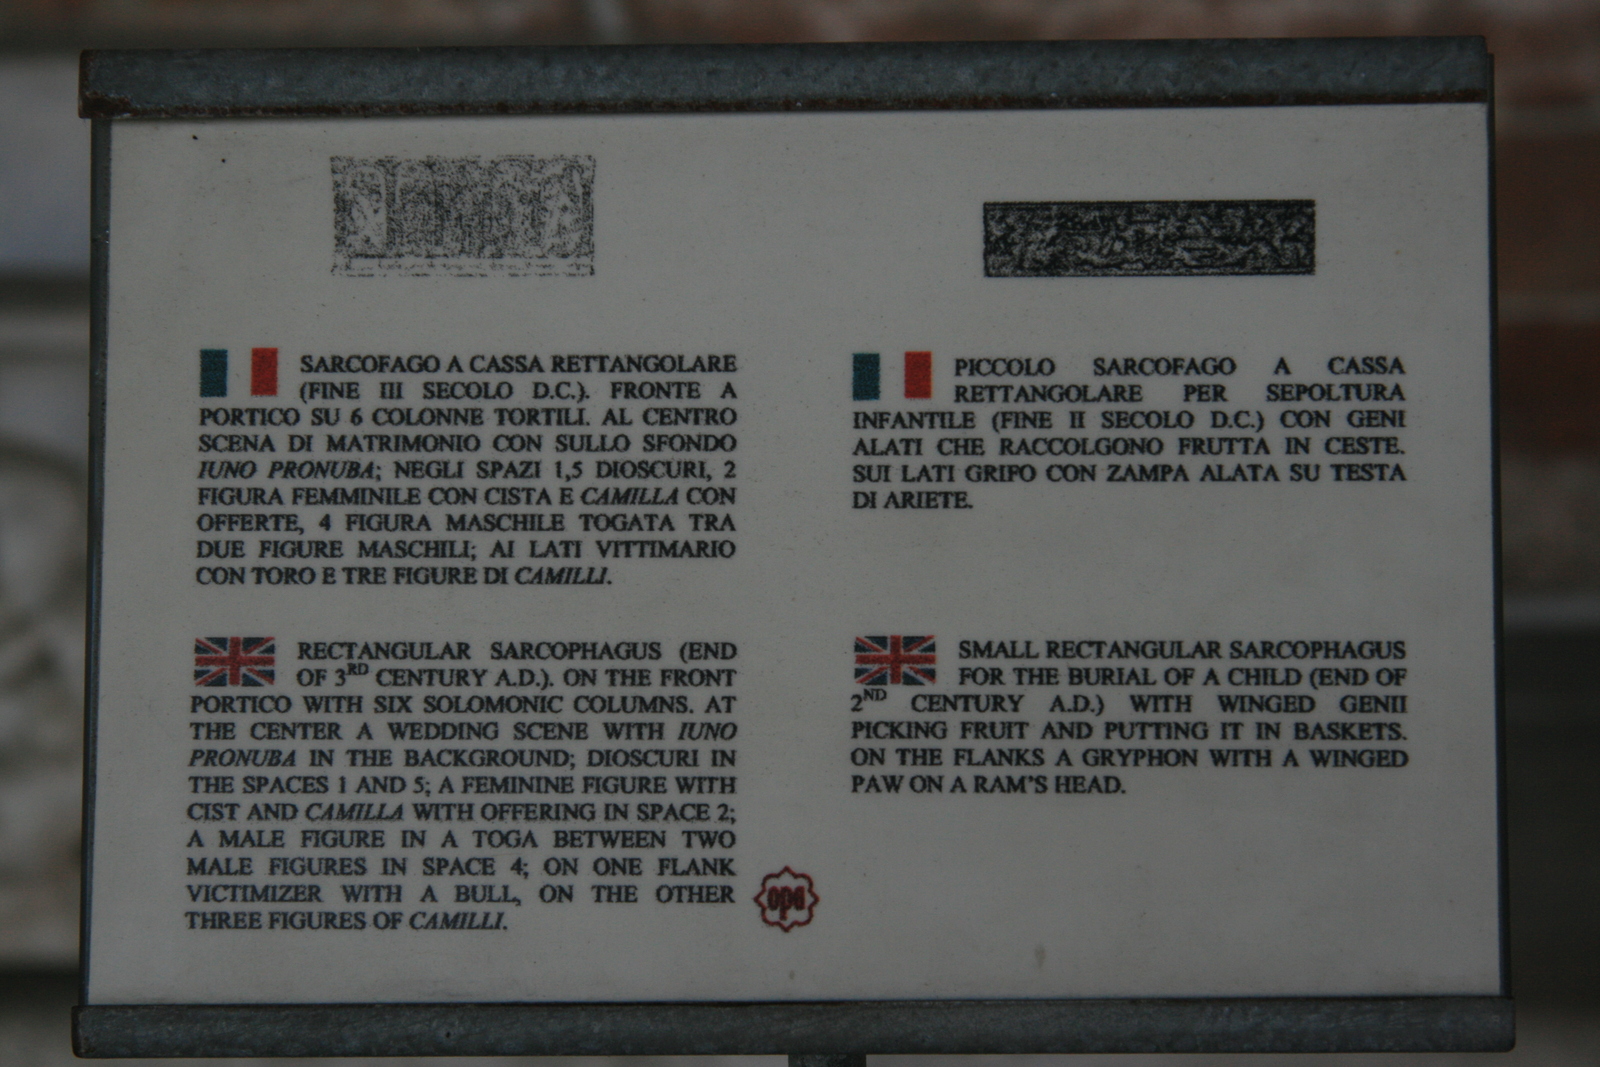 SARCOFAGO A CASSA RETTANGOLARE
(FINE III SECOLO D.C.). FRONTE A
PORTICO SU 6 COLONNE TORTILI. AL CENTRO
SCENA DI MATRIMONIO CON SULLO SFONDO
IUNO PRONUBA; NEGLI SPAZI 1,5 DIOSCURI, 2
FIGURA FEMMINILE CON CISTA E CAMILLA CON
OFFERTE, 4 FIGURA MASCHILE TOGATA TRA
DUE FIGURE MASCHILI; AI LATI VITTIMARIO
CON TORO E TRE FIGURE DI CAMILLI.
RECTANGULAR SARCOPHAGUS (END
OF 3RD CENTURY A.D.). ON THE FRONT
PORTICO WITH SIX SOLOMONIC COLUMNS. AT
THE CENTER A WEDDING SCENE WITH IUNO
PRONUBA IN THE BACKGROUND; DIOSCURI IN
THE SPACES 1 AND 5; A FEMININE FIGURE WITH
CIST AND CAMILLA WITH OFFERING IN SPACE 2;
A MALE FIGURE IN A TOGA BETWEEN TWO
MALE FIGURES IN SPACE 4; ON ONE FLANK
VICTIMIZER WITH A BULL, ON THE OTHER
THREE FIGURES OF CAMILLI.
opa
PICCOLO SARCOFAGO A CASSA
RETTANGOLARE PER SEPOLTURA
INFANTILE (FINE II SECOLO D.C.) CON GENI
ALATI CHE RACCOLGONO FRUTTA IN CESTE.
SUI LATI GRIFO CON ZAMPA ALATA SU TESTA
DI ARIETE.
SMALL RECTANGULAR SARCOPHAGUS
FOR THE BURIAL OF A CHILD (END OF
2ND CENTURY A.D.) WITH WINGED GENII
PICKING FRUIT AND PUTTING IT IN BASKETS.
ON THE FLANKS A GRYPHON WITH A WINGED
PAW ON A RAM'S HEAD.